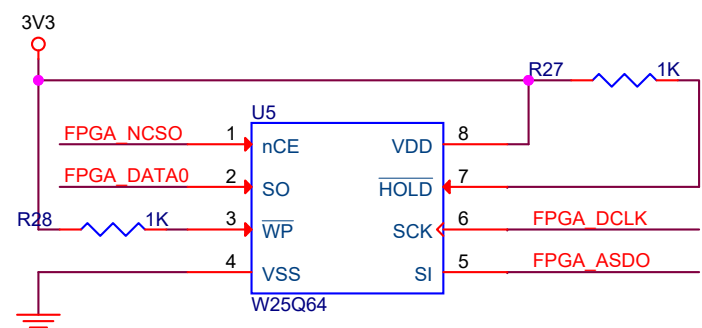 3V3
R27 1K
U5
FPGA_NCSO 1 nCE VDD 8
FPGA_DATA0 2 SO HOLD 7
R28 1K 3 WP SCK 6 FPGA_DCLK
4 VSS SI 5 FPGA_ASDO
W25Q64